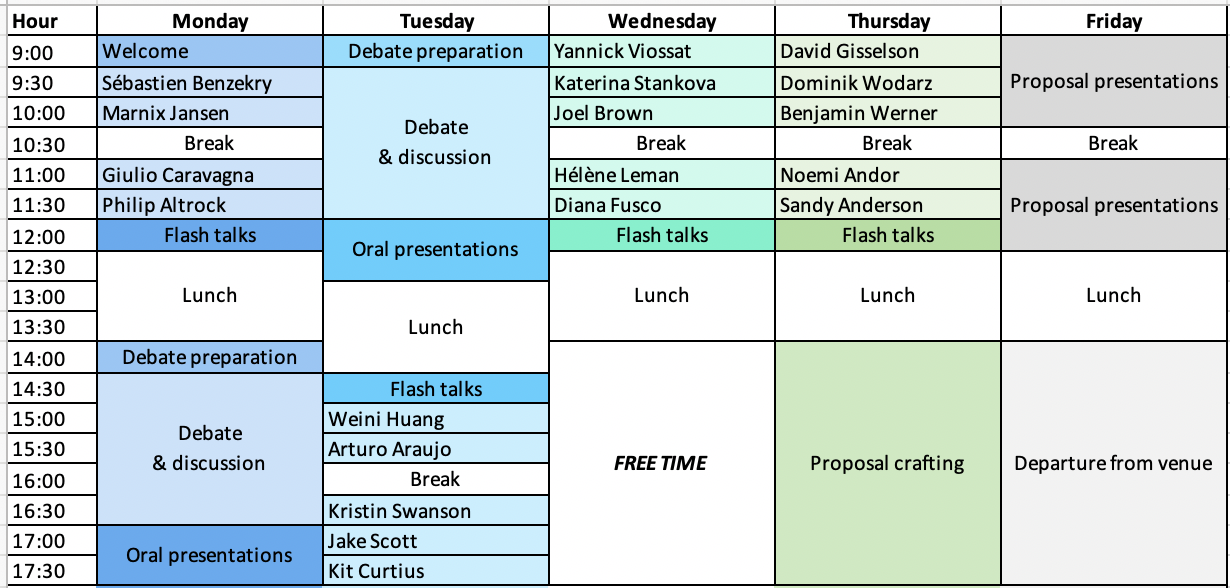 Hour Monday Tuesday Wednesday Thursday Friday
9:00 Welcome Debate preparation Yannick Viossat David Gisselson
9:30 Sébastien Benzekry Katerina Stankova Dominik Wodarz Proposal presentations
10:00 Marnix Jansen Joel Brown Benjamin Werner
Debate
10:30 Break Break Break Break
& discussion
11:00 Giulio Caravagna Hélène Leman Noemi Andor
11:30 Philip Altrock Diana Fusco Sandy Anderson Proposal presentations
12:00 Flash talks Flash talks Flash talks
Oral presentations
12:30
13:00 Lunch Lunch Lunch Lunch
13:30 Lunch
14:00 Debate preparation
14:30 Flash talks
15:00 Weini Huang
Debate
15:30 Arturo Araujo
& discussion FREE TIME Proposal crafting Departure from venue
16:00 Break
16:30 Kristin Swanson
17:00 Jake Scott
Oral presentations
17:30 Kit Curtius